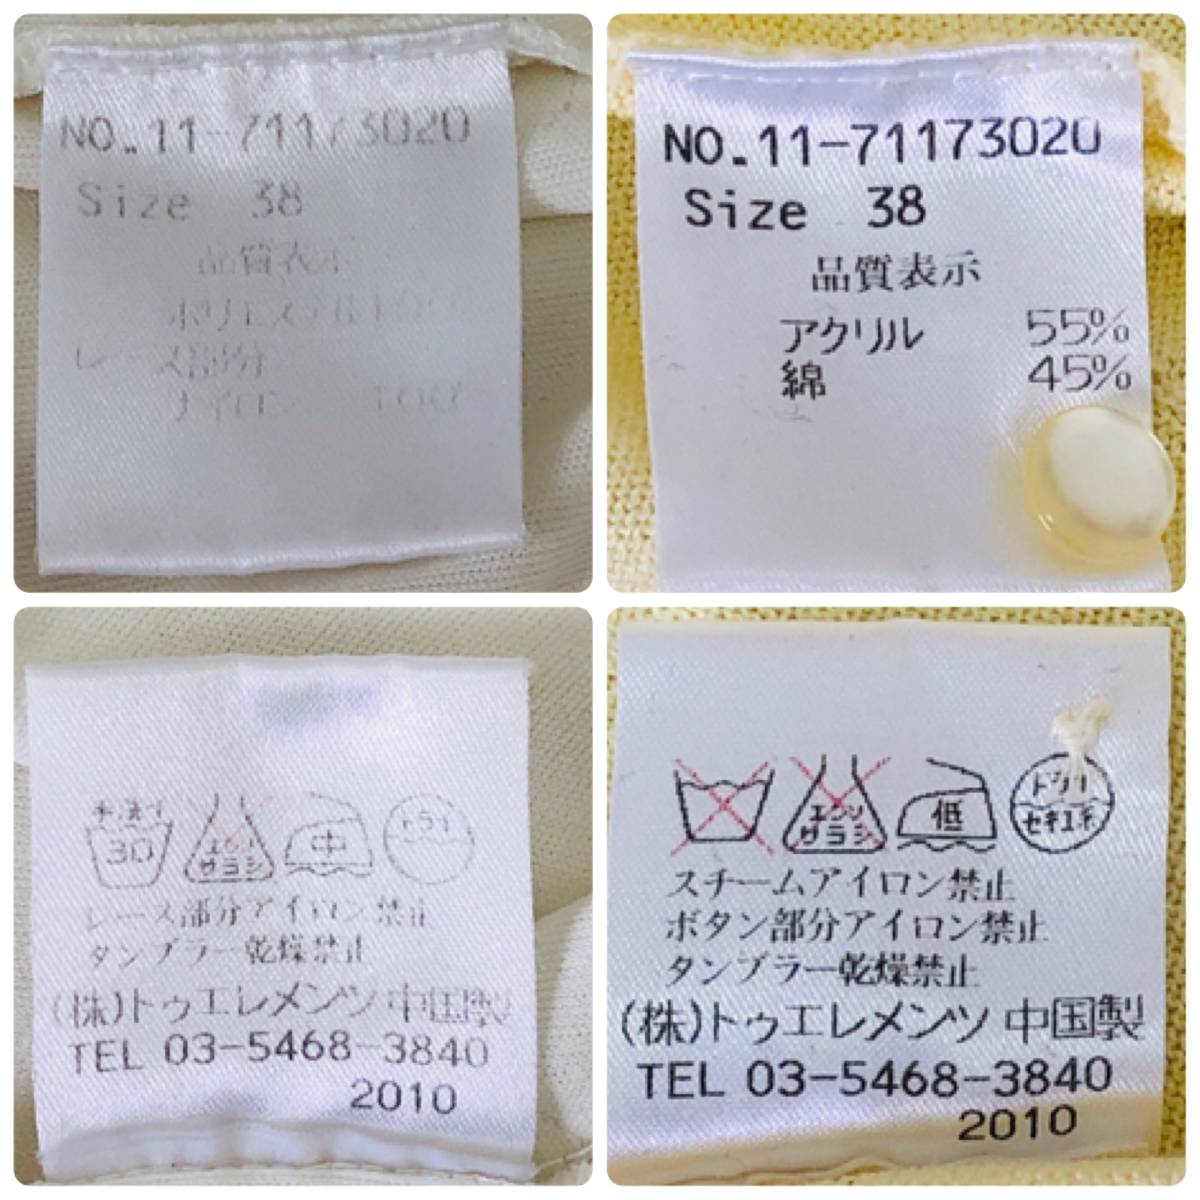 NO. 11-71173020
Size 38
品質表示
ポリエステル100
レース部分
ナイロン 100%
NO. 11-71173020
Size 38
品質表示
アクリル 55%
綿 45%
手洗イ
30
エンソ
サラシ
中
ドライ
レース部分アイロン禁止
タンブラー乾燥禁止
(株)トゥエレメンツ 中国製
TEL 03-5468-3840
2010
エンソ
サラシ
低
ドライ
セキユ系
スチームアイロン禁止
ボタン部分アイロン禁止
タンブラー乾燥禁止
(株)トゥエレメンツ 中国製
TEL 03-5468-3840
2010